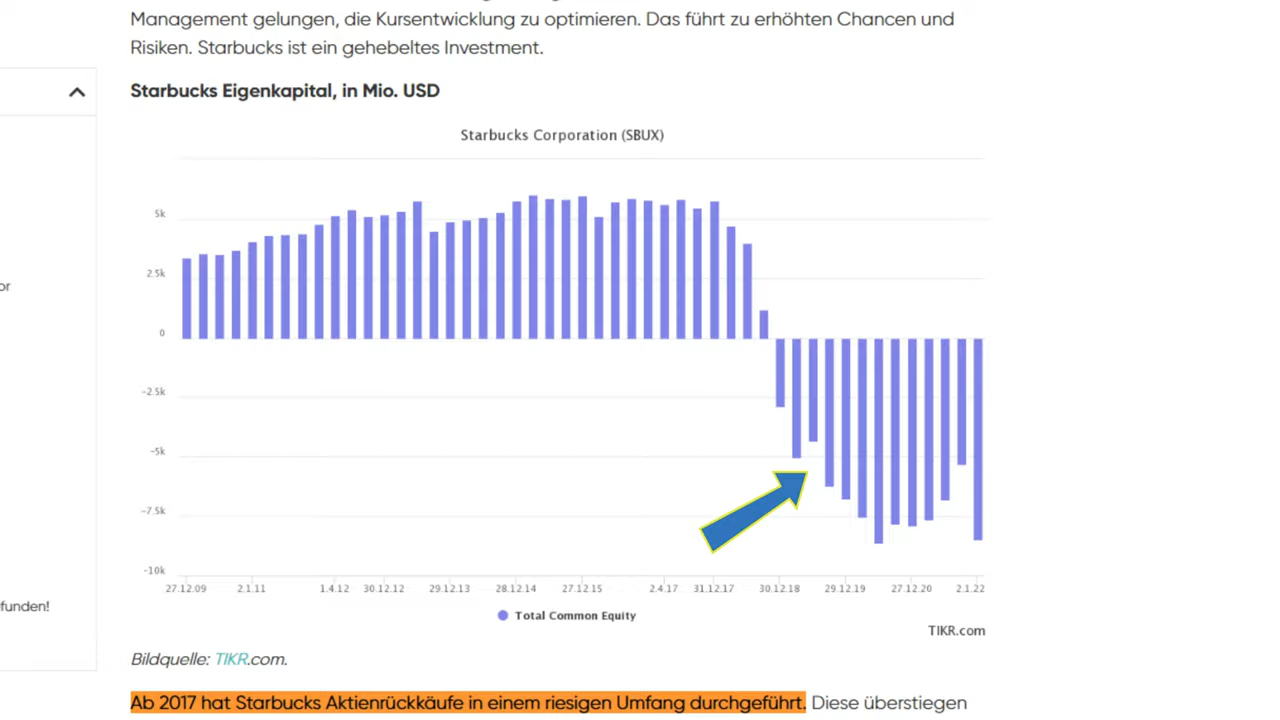 Management gelungen, die Kursentwicklung zu optimieren. Das führt zu erhöhten Chancen und
Risiken. Starbucks ist ein gehebeltes Investment.
Starbucks Eigenkapital, in Mio. USD
Starbucks Corporation (SBUX)
5k
2.5k
or
0
-2.5k
-5k
-7.5k
-10k
27.12.09 2.1.11 1.4.12 30.12.12 29.12.13 28.12.14 27.12.15 2.4.17 31.12.17 30.12.18 29.12.19 27.12.20 2.1.22
funden!
Total Common Equity
TIKR.com
Bildquelle: TIKR.com.
Ab 2017 hat Starbucks Aktienrückkäufe in einem riesigen Umfang durchgeführt. Diese überstiegen